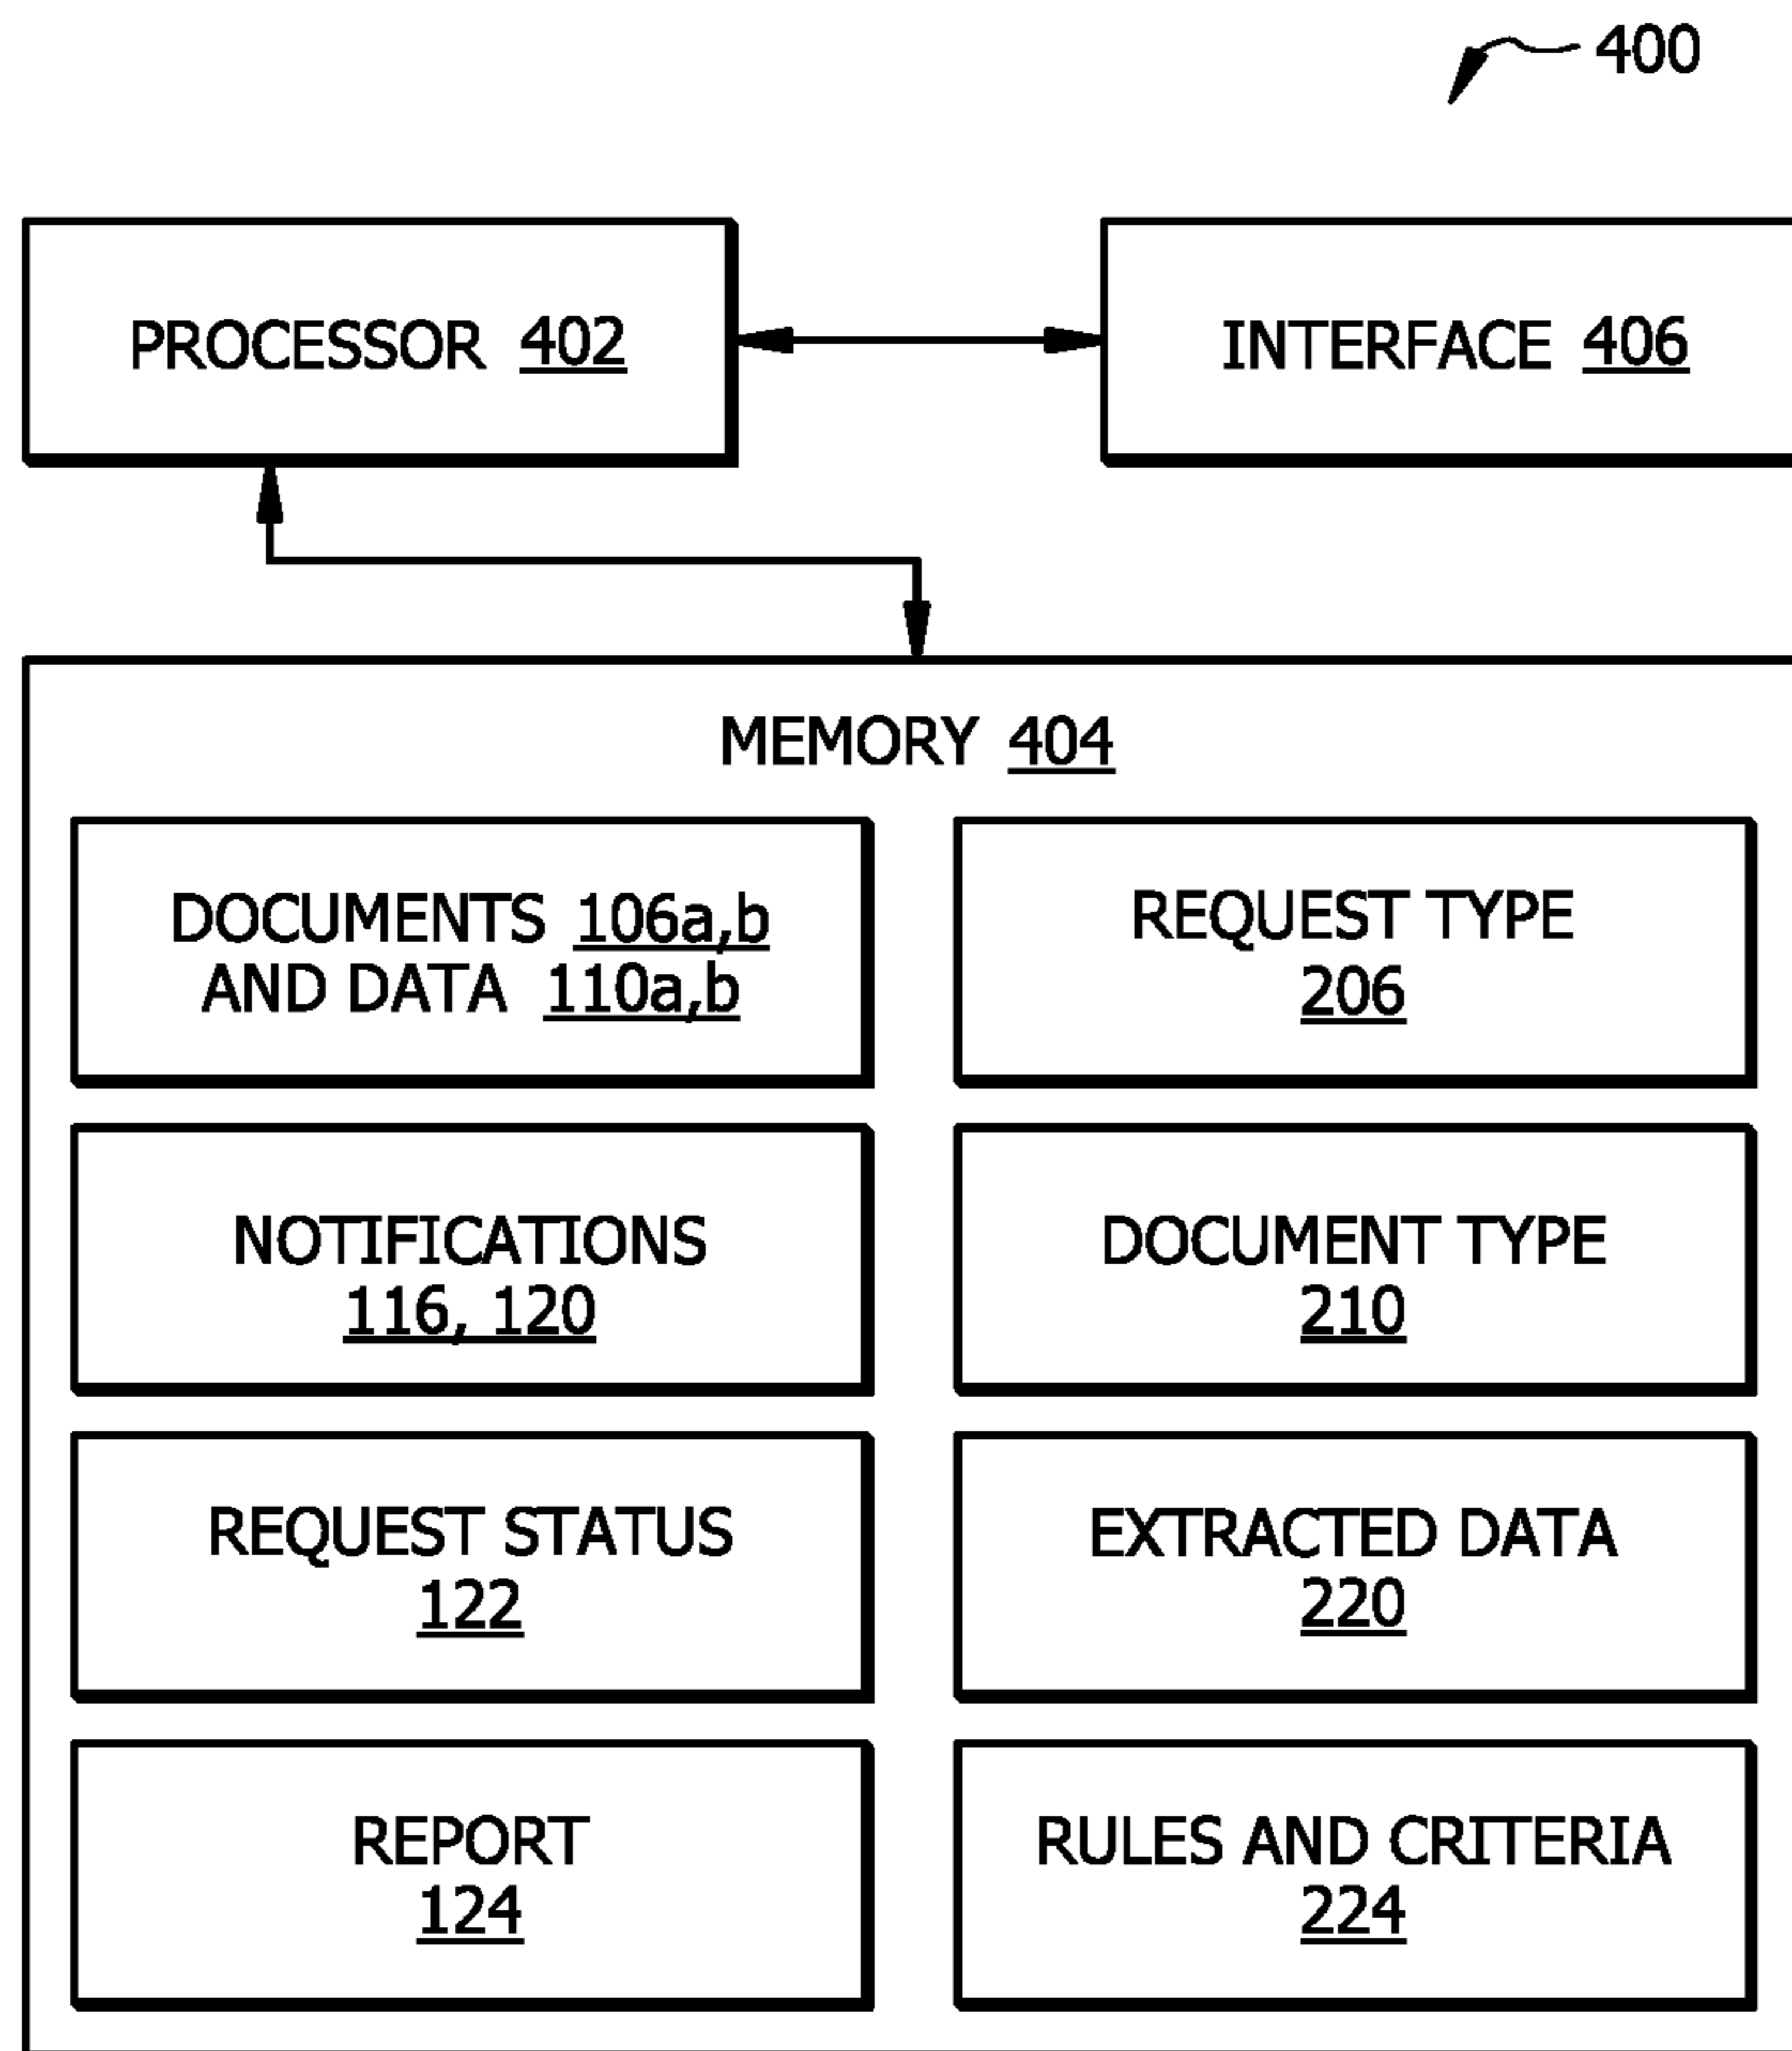 400
PROCESSOR 402
INTERFACE 406
MEMORY 404
DOCUMENTS 106a,b
AND DATA 110a,b
REQUEST TYPE
206
NOTIFICATIONS
116, 120
DOCUMENT TYPE
210
REQUEST STATUS
122
EXTRACTED DATA
220
REPORT
124
RULES AND CRITERIA
224